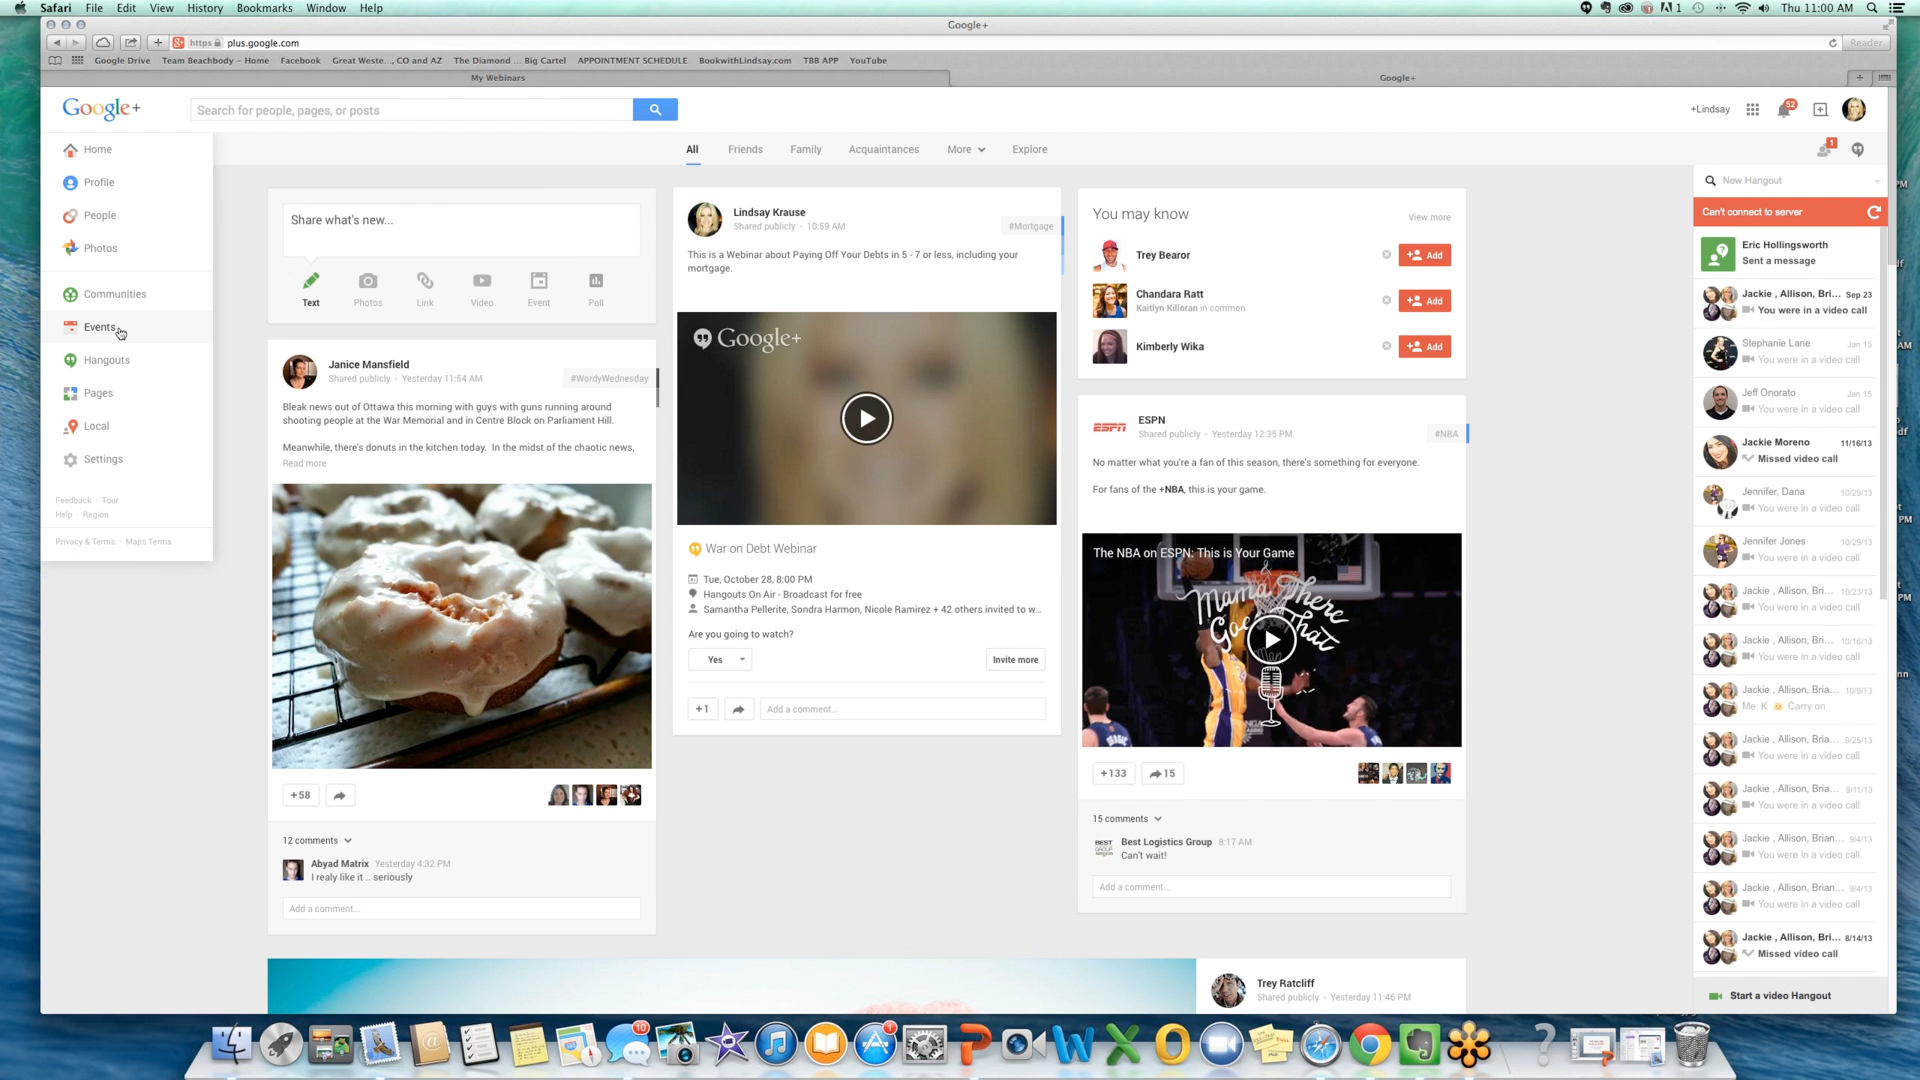 Safari File Edit View History Bookmarks Window Help
1 Thu 11:00 AM
Google+
https plus.google.com
Reader
Google Drive Team Beachbody - Home Facebook Great Weste..., CO and AZ The Diamond ... Big Cartel APPOINTMENT SCHEDULE BookwithLindsay.com TBB APP YouTube
My Webinars Google+
Google+
Search for people, pages, or posts
+Lindsay
52
Home
Profile
People
Photos
Communities
Events
Hangouts
Pages
Local
Settings
Feedback · Tour
Help · Region
Privacy & Terms · Maps Terms
All Friends Family Acquaintances More Explore
1
Share what's new...
Text Photos Link Video Event Poll
Janice Mansfield
Shared publicly - Yesterday 11:54 AM
#WordyWednesday
Bleak news out of Ottawa this morning with guys with guns running around
shooting people at the War Memorial and in Centre Block on Parliament Hill.
Meanwhile, there's donuts in the kitchen today. In the midst of the chaotic news,
Read more
+58
12 comments
Abyad Matrix Yesterday 4:32 PM
I realy like it .. seriously
Add a comment...
Lindsay Krause
Shared publicly - 10:59 AM
#Mortgage
This is a Webinar about Paying Off Your Debts in 5 - 7 or less, including your
mortgage.
Google+
War on Debt Webinar
Tue, October 28, 8:00 PM
Hangouts On Air - Broadcast for free
Samantha Pellerite, Sondra Harmon, Nicole Ramirez + 42 others invited to w...
Are you going to watch?
Yes
Invite more
+1
Add a comment...
You may know
View more
Trey Bearor
Add
Chandara Ratt
Kaitlyn Killoran in common
Add
Kimberly Wika
Add
ESPN
ESPN
Shared publicly - Yesterday 12:35 PM
#NBA
No matter what you're a fan of this season, there's something for everyone.
For fans of the +NBA, this is your game.
The NBA on ESPN: This is Your Game
Mama There
Goes That
+133
15
15 comments
BEST
GROUP
Best Logistics Group 8:17 AM
Can't wait!
Add a comment...
Trey Ratcliff
Shared publicly - Yesterday 11:46 PM
New Hangout
Can't connect to server
Eric Hollingsworth
Sent a message
Jackie , Allison, Bri... Sep 23
You were in a video call
Stephanie Lane Jan 15
You were in a video call
Jeff Onorato Jan 15
You were in a video call
Jackie Moreno 11/16/13
Missed video call
Jennifer, Dana 10/29/13
You were in a video call
Jennifer Jones 10/29/13
You were in a video call
Jackie , Allison, Bri... 10/23/13
You were in a video call
Jackie , Allison, Bri... 10/16/13
You were in a video call
Jackie , Allison, Bria... 10/9/13
Me: K Carry on
Jackie , Allison, Bria... 9/25/13
You were in a video call
Jackie , Allison, Bria... 9/11/13
You were in a video call
Jackie , Allison, Brian... 9/4/13
You were in a video call
Jackie , Allison, Brian... 9/4/13
You were in a video call
Jackie , Allison, Bri... 8/14/13
Missed video call
Start a video Hangout
10
1